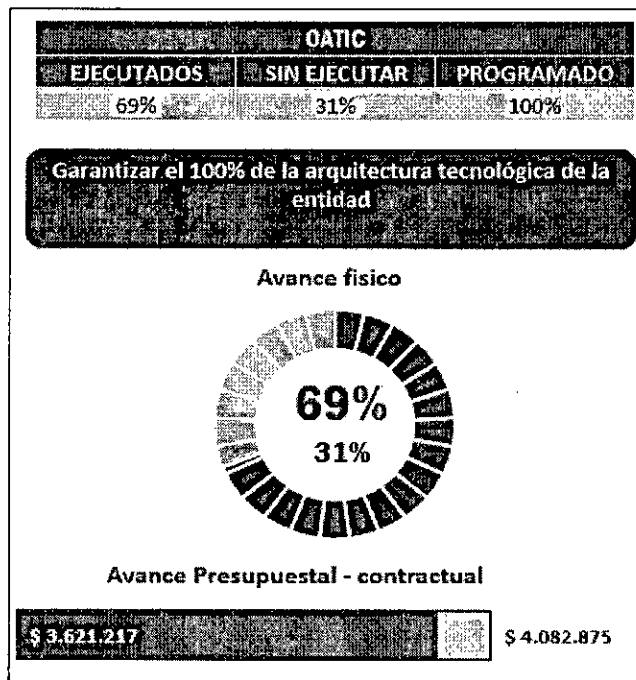 OATIC
EJECUTADOS SIN EJECUTAR PROGRAMADO
69% 31% 100%
Garantizar el 100% de la arquitectura tecnológica de la
entidad
Avance fisico
69%
31%
Avance Presupuestal - contractual
$ 3.621.217 $ 4.082.875